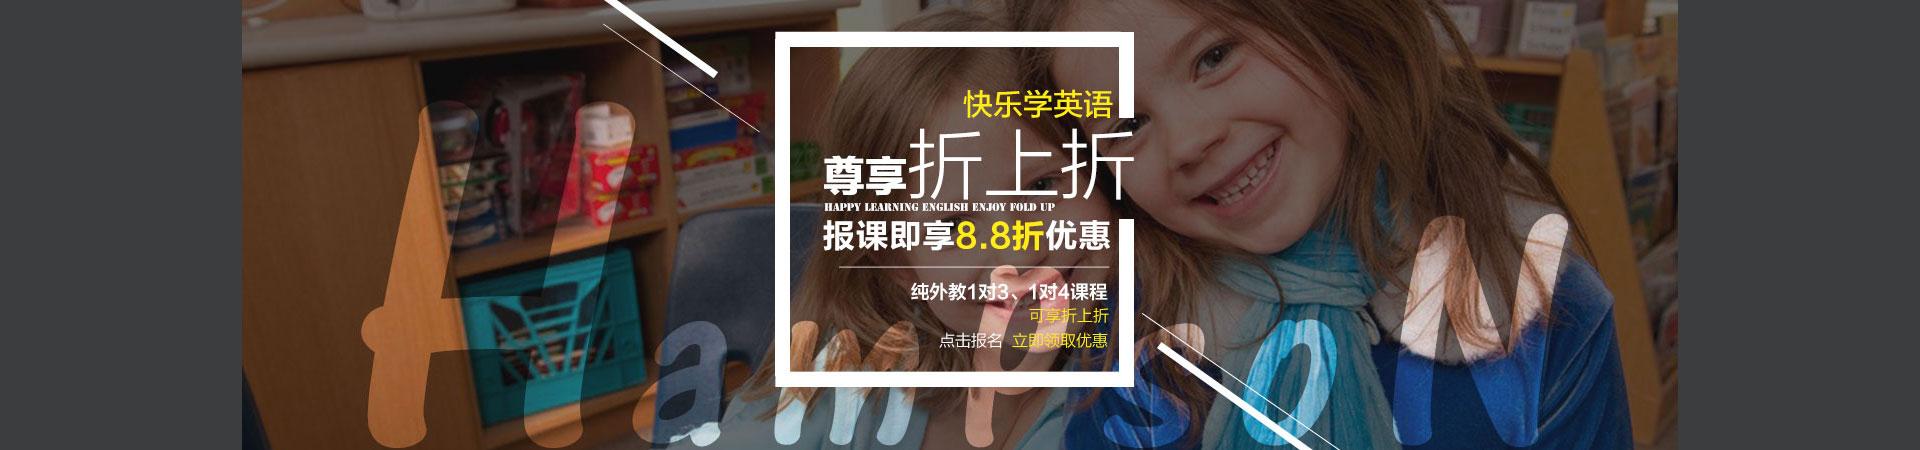 快乐学英语
尊享折上折
HAPPY LEARNING ENGLISH ENJOY FOLD UP
报课即享8.8折优惠
纯外教1对3、1对4课程
可享折上折
点击报名 立即领取优惠
HampsoN